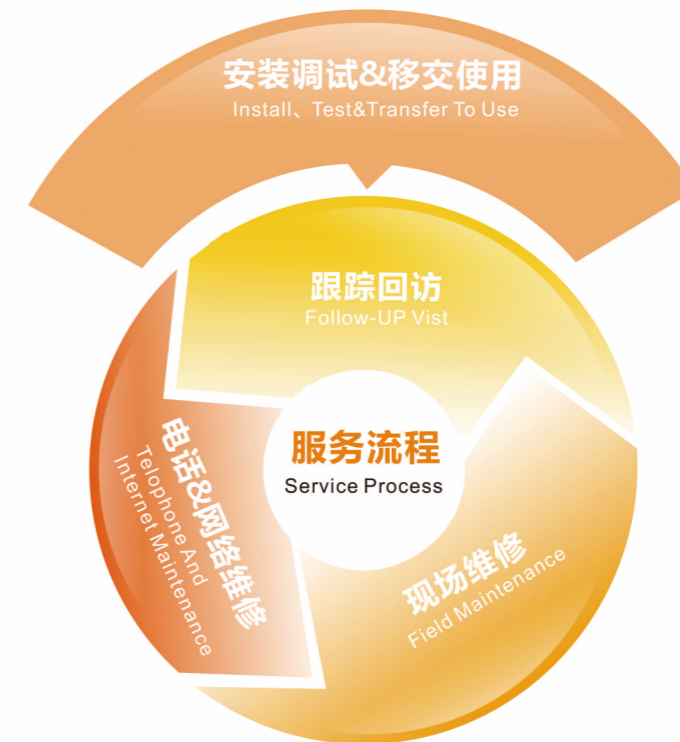 安装调试&移交使用
Install、Test&Transfer To Use
跟踪回访
Follow-UP Vist
服务流程
Service Process
电话&网络维修
Telophone And
Internet Maintenance
现场维修
Field Maintenance